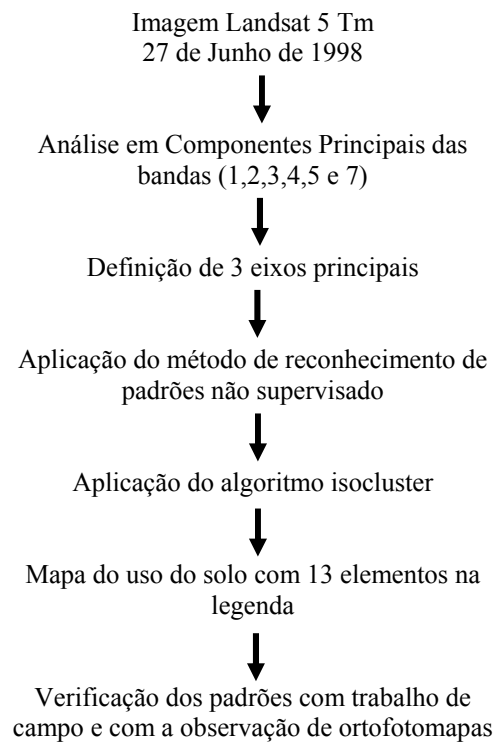 Imagem Landsat 5 Tm
27 de Junho de 1998
Análise em Componentes Principais das
bandas (1,2,3,4,5 e 7)
Definição de 3 eixos principais
Aplicação do método de reconhecimento de
padrões não supervisado
Aplicação do algoritmo isocluster
Mapa do uso do solo com 13 elementos na
legenda
Verificação dos padrões com trabalho de
campo e com a observação de ortofotomapas